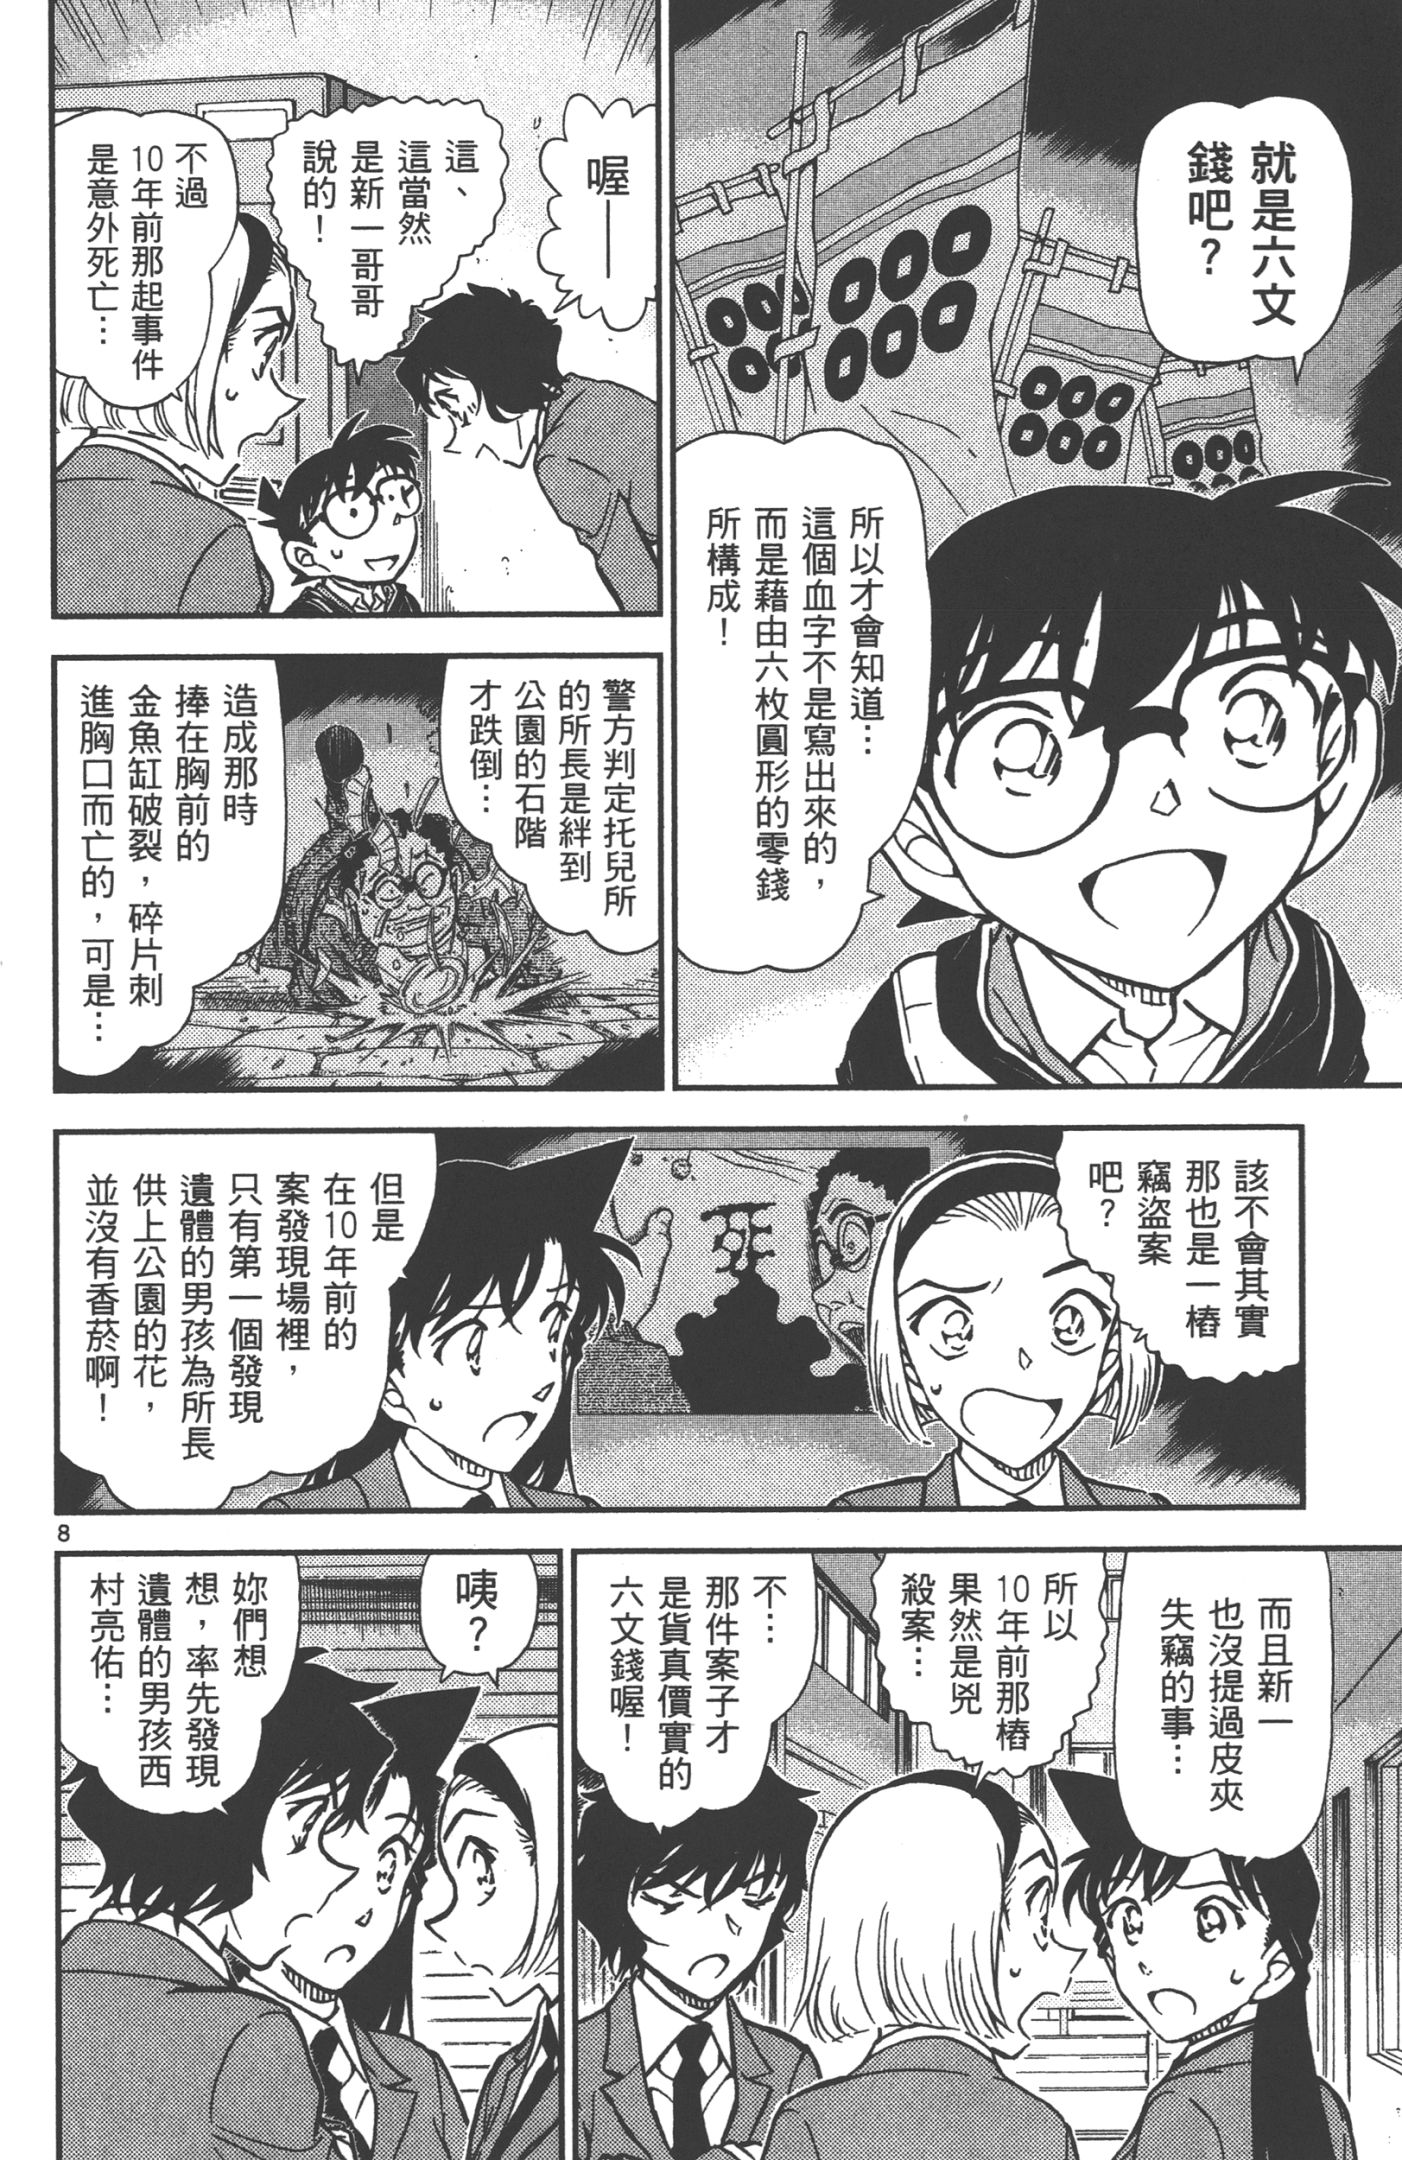 就是六文
錢吧？
所以才會知道…
這個血字不是寫出來的，
而是藉由六枚圓形的零錢
所構成！
喔——
這、
這當然
是新一哥哥
說的！
不過
10年前那起事件
是意外死亡…
警方判定托兒所
的所長是絆到
公園的石階
才跌倒…
造成那時
捧在胸前的
金魚缸破裂，碎片刺
進胸口而亡的，可是…
該不會其實
那也是一樁
竊盜案
吧？
死
但是
在10年前的
案發現場裡，
只有第一個發現
遺體的男孩為所長
供上公園的花，
並沒有香菸啊！
而且新一
也沒提過皮夾
失竊的事…
所以
10年前那樁
果然是兇
殺案…
不…
那件案子才
是貨真價實的
六文錢喔！
咦？
妳們想
想，率先發現
遺體的男孩西
村亮佑…
8